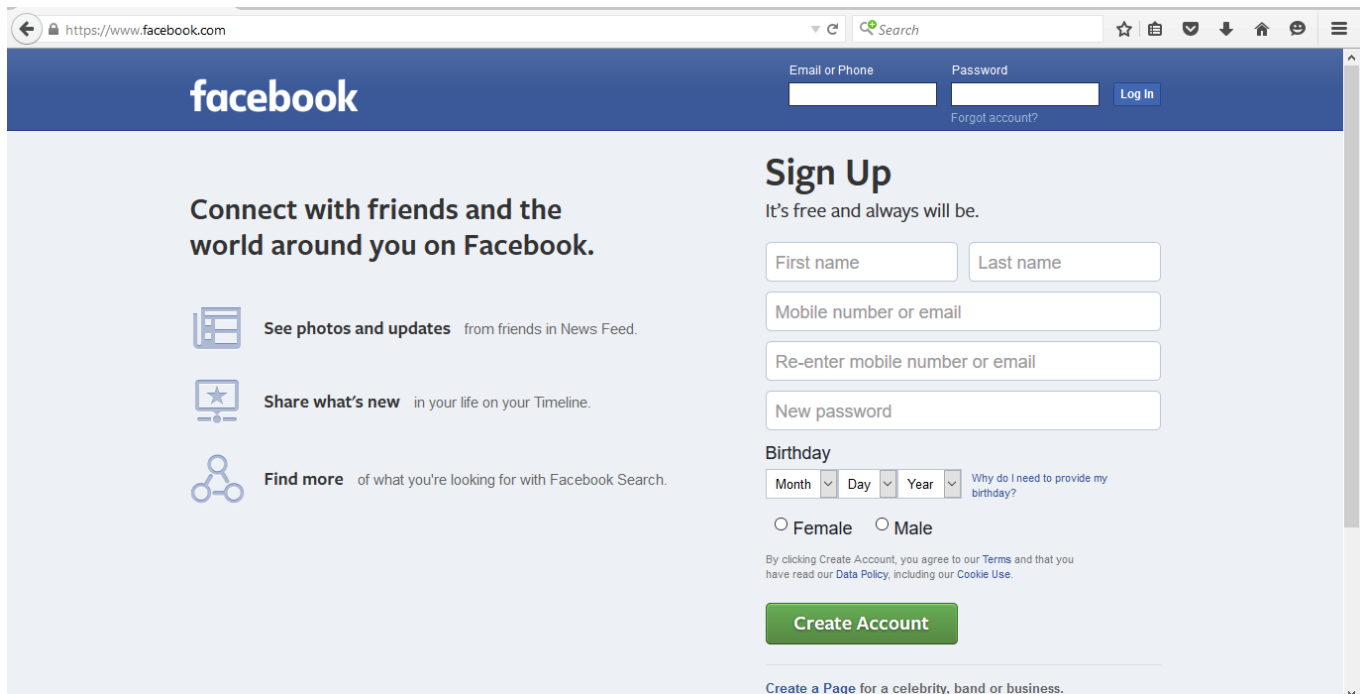 https://www.facebook.com
Search
facebook
Email or Phone
Password
Log In
Forgot account?
Connect with friends and the
world around you on Facebook.
See photos and updates from friends in News Feed.
Share what's new in your life on your Timeline.
Find more of what you're looking for with Facebook Search.
Sign Up
It's free and always will be.
First name
Last name
Mobile number or email
Re-enter mobile number or email
New password
Birthday
Month
Day
Year
Why do I need to provide my
birthday?
Female
Male
By clicking Create Account, you agree to our Terms and that you
have read our Data Policy, including our Cookie Use.
Create Account
Create a Page for a celebrity, band or business.